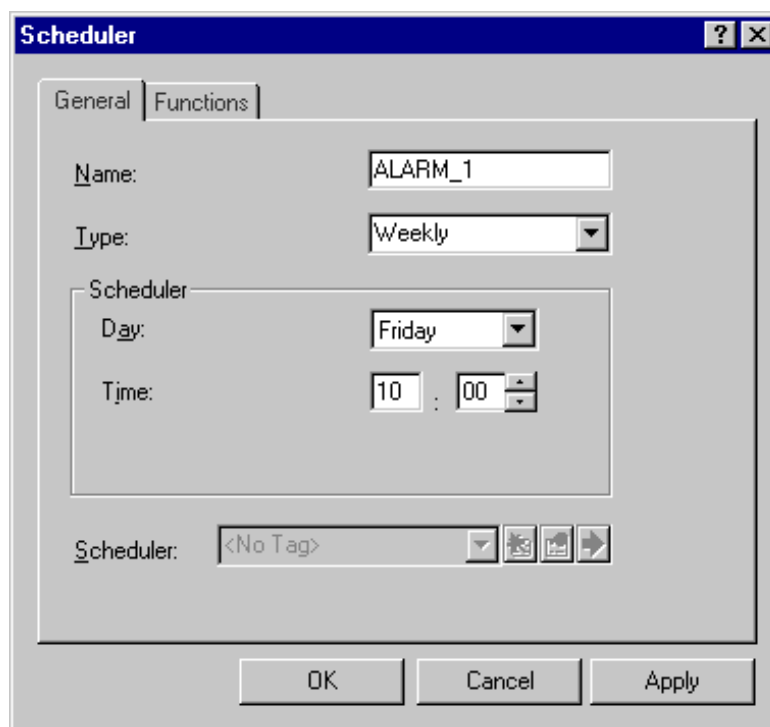 Scheduler
General Functions
Name: ALARM_1
Type: Weekly
Scheduler
Day: Friday
Time: 10 : 00
Scheduler: <No Tag>
OK Cancel Apply